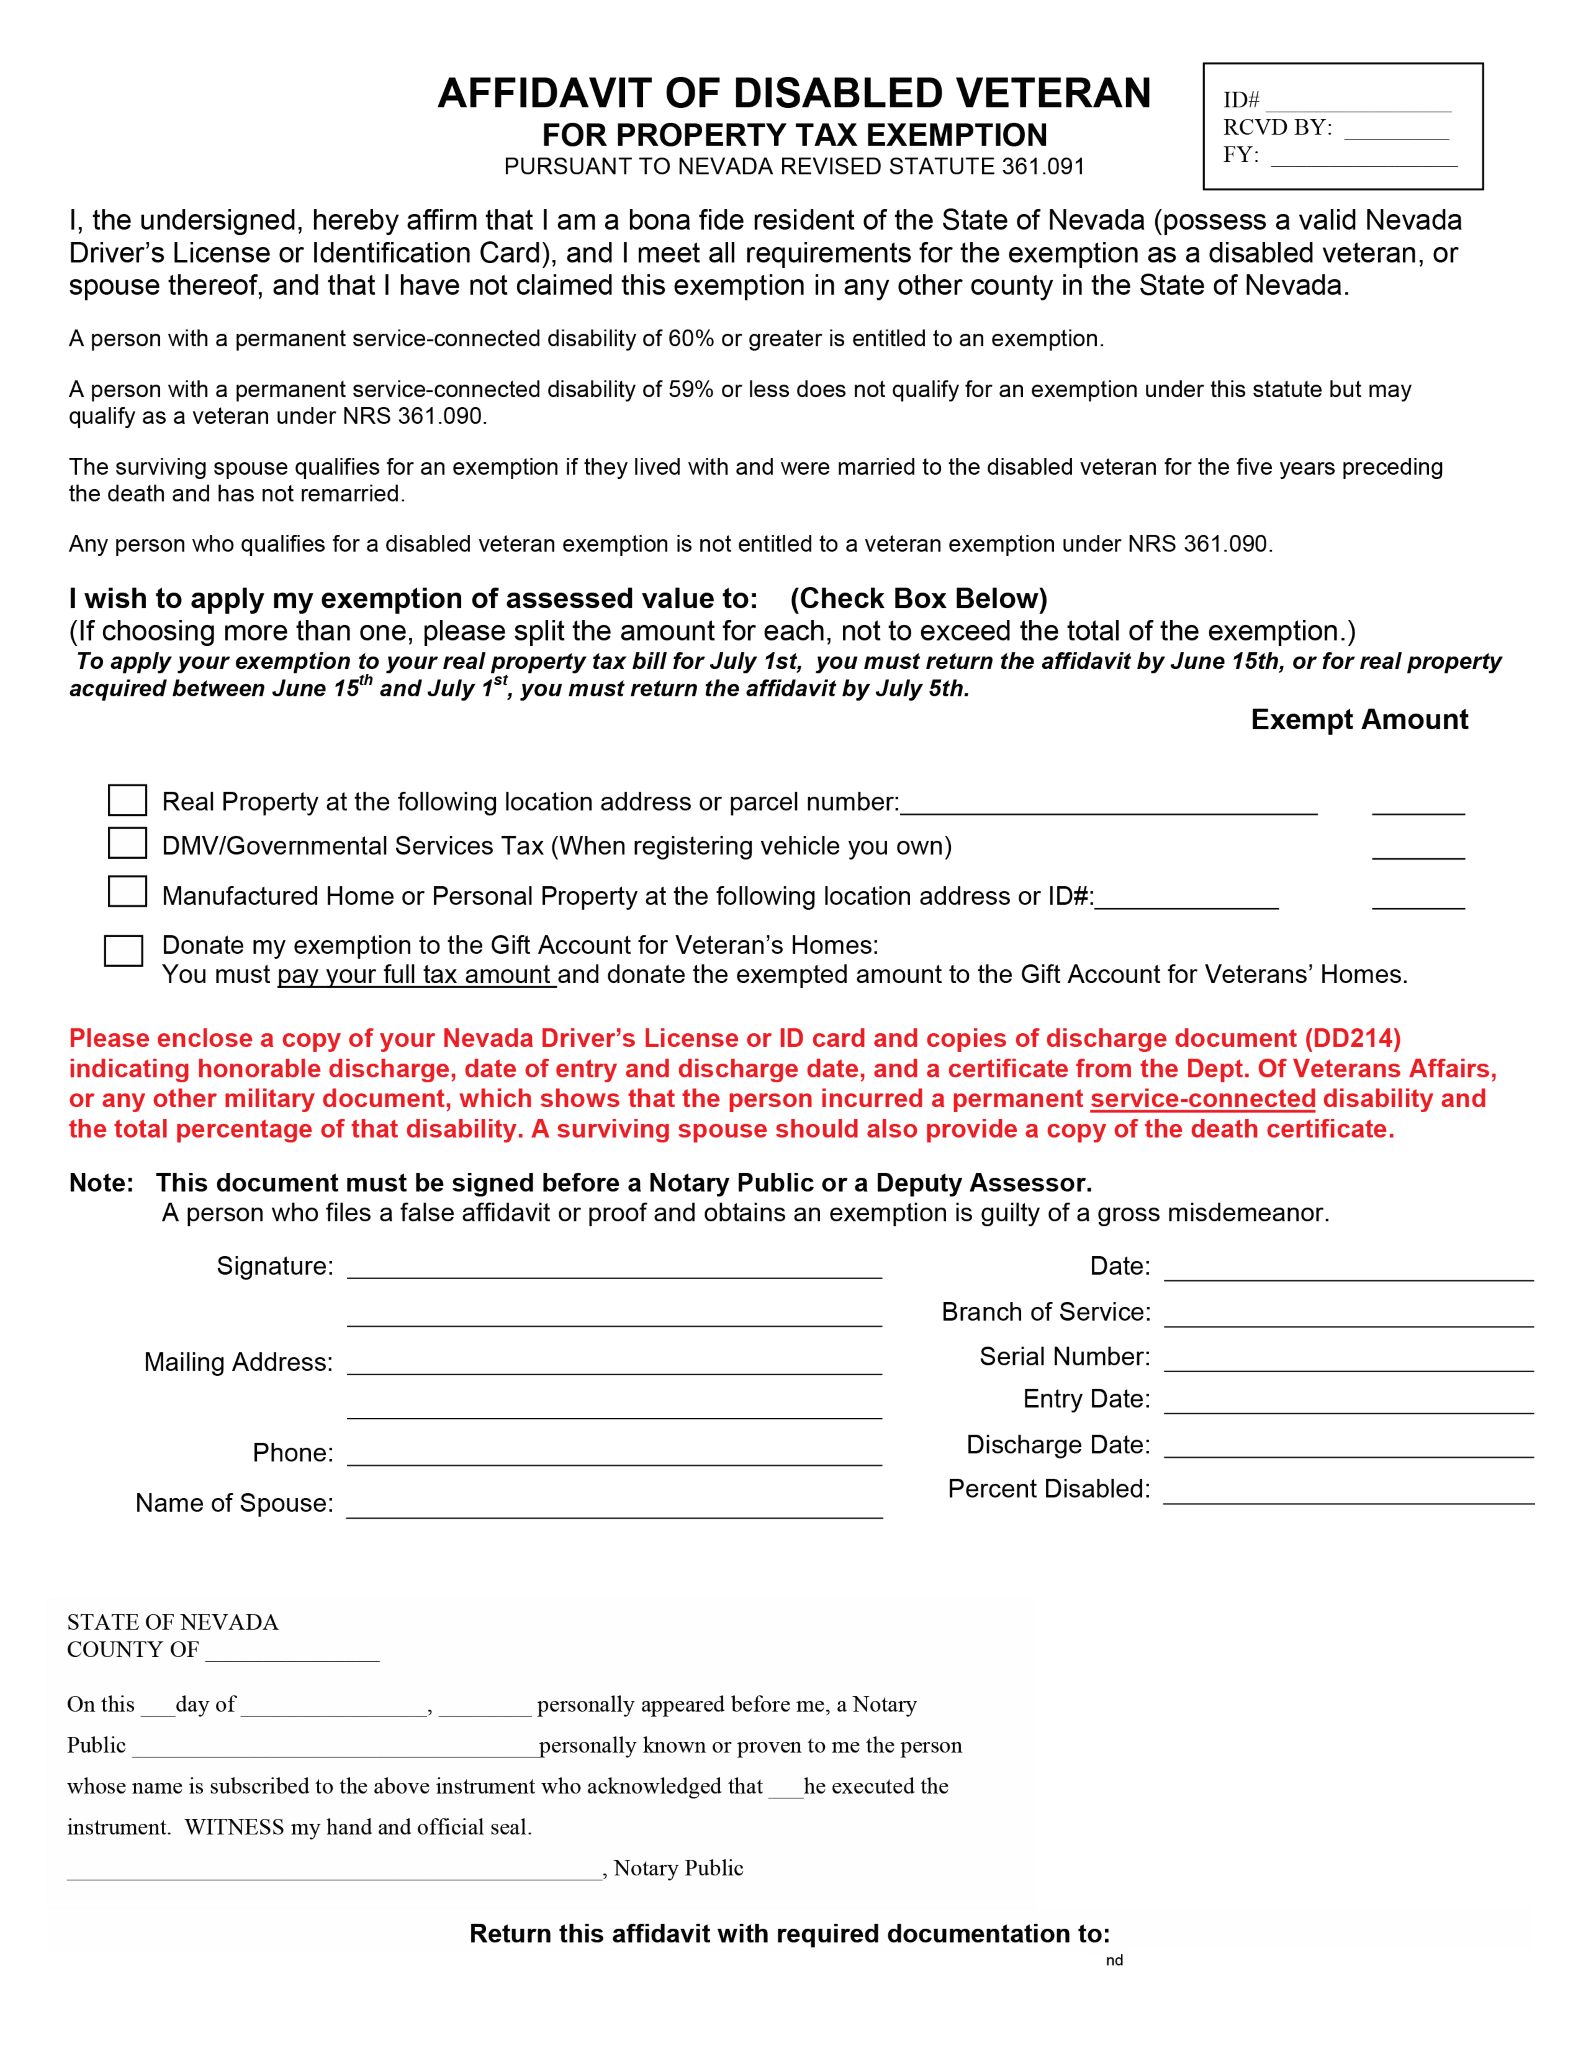 AFFIDAVIT OF DISABLED VETERAN
FOR PROPERTY TAX EXEMPTION
PURSUANT TO NEVADA REVISED STATUTE 361.091
ID# ________________
RCVD BY: _________
FY: ________________
I, the undersigned, hereby affirm that I am a bona fide resident of the State of Nevada (possess a valid Nevada
Driver’s License or Identification Card), and I meet all requirements for the exemption as a disabled veteran, or
spouse thereof, and that I have not claimed this exemption in any other county in the State of Nevada.
A person with a permanent service-connected disability of 60% or greater is entitled to an exemption.
A person with a permanent service-connected disability of 59% or less does not qualify for an exemption under this statute but may
qualify as a veteran under NRS 361.090.
The surviving spouse qualifies for an exemption if they lived with and were married to the disabled veteran for the five years preceding
the death and has not remarried.
Any person who qualifies for a disabled veteran exemption is not entitled to a veteran exemption under NRS 361.090.
I wish to apply my exemption of assessed value to: (Check Box Below)
(If choosing more than one, please split the amount for each, not to exceed the total of the exemption.)
To apply your exemption to your real property tax bill for July 1st, you must return the affidavit by June 15th, or for real property
acquired between June 15th and July 1st, you must return the affidavit by July 5th.
Exempt Amount
Real Property at the following location address or parcel number:______________________________ ______
DMV/Governmental Services Tax (When registering vehicle you own) ______
Manufactured Home or Personal Property at the following location address or ID#:_____________ ______
Donate my exemption to the Gift Account for Veteran’s Homes:
You must pay your full tax amount and donate the exempted amount to the Gift Account for Veterans’ Homes.
Please enclose a copy of your Nevada Driver’s License or ID card and copies of discharge document (DD214)
indicating honorable discharge, date of entry and discharge date, and a certificate from the Dept. Of Veterans Affairs,
or any other military document, which shows that the person incurred a permanent service-connected disability and
the total percentage of that disability. A surviving spouse should also provide a copy of the death certificate.
Note: This document must be signed before a Notary Public or a Deputy Assessor.
A person who files a false affidavit or proof and obtains an exemption is guilty of a gross misdemeanor.
Signature:
Mailing Address:
Phone:
Name of Spouse:
Date:
Branch of Service:
Serial Number:
Entry Date:
Discharge Date:
Percent Disabled:
STATE OF NEVADA
COUNTY OF _______________
On this ___day of ________________, ________ personally appeared before me, a Notary
Public ___________________________________personally known or proven to me the person
whose name is subscribed to the above instrument who acknowledged that ___he executed the
instrument. WITNESS my hand and official seal.
______________________________________________, Notary Public
Return this affidavit with required documentation to:
nd